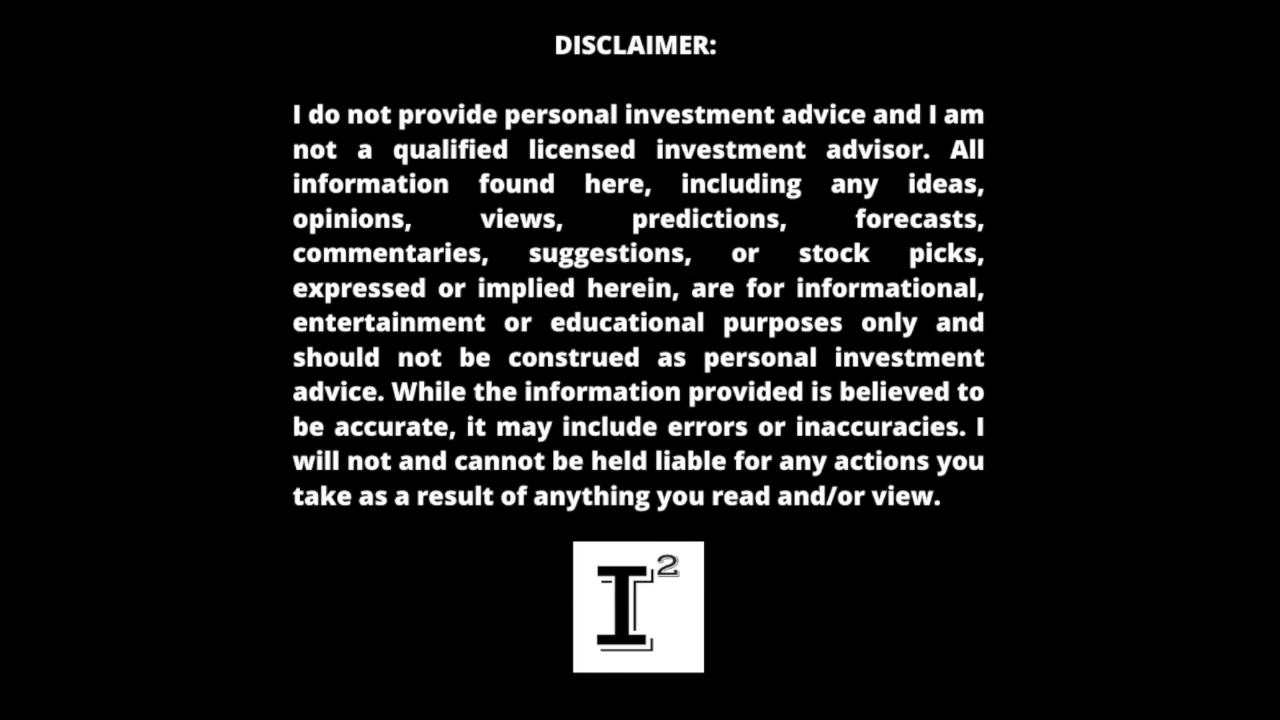 DISCLAIMER:
I do not provide personal investment advice and I am
not a qualified licensed investment advisor. All
information found here, including any ideas,
opinions, views, predictions, forecasts,
commentaries, suggestions, or stock picks,
expressed or implied herein, are for informational,
entertainment or educational purposes only and
should not be construed as personal investment
advice. While the information provided is believed to
be accurate, it may include errors or inaccuracies. I
will not and cannot be held liable for any actions you
take as a result of anything you read and/or view.
I²